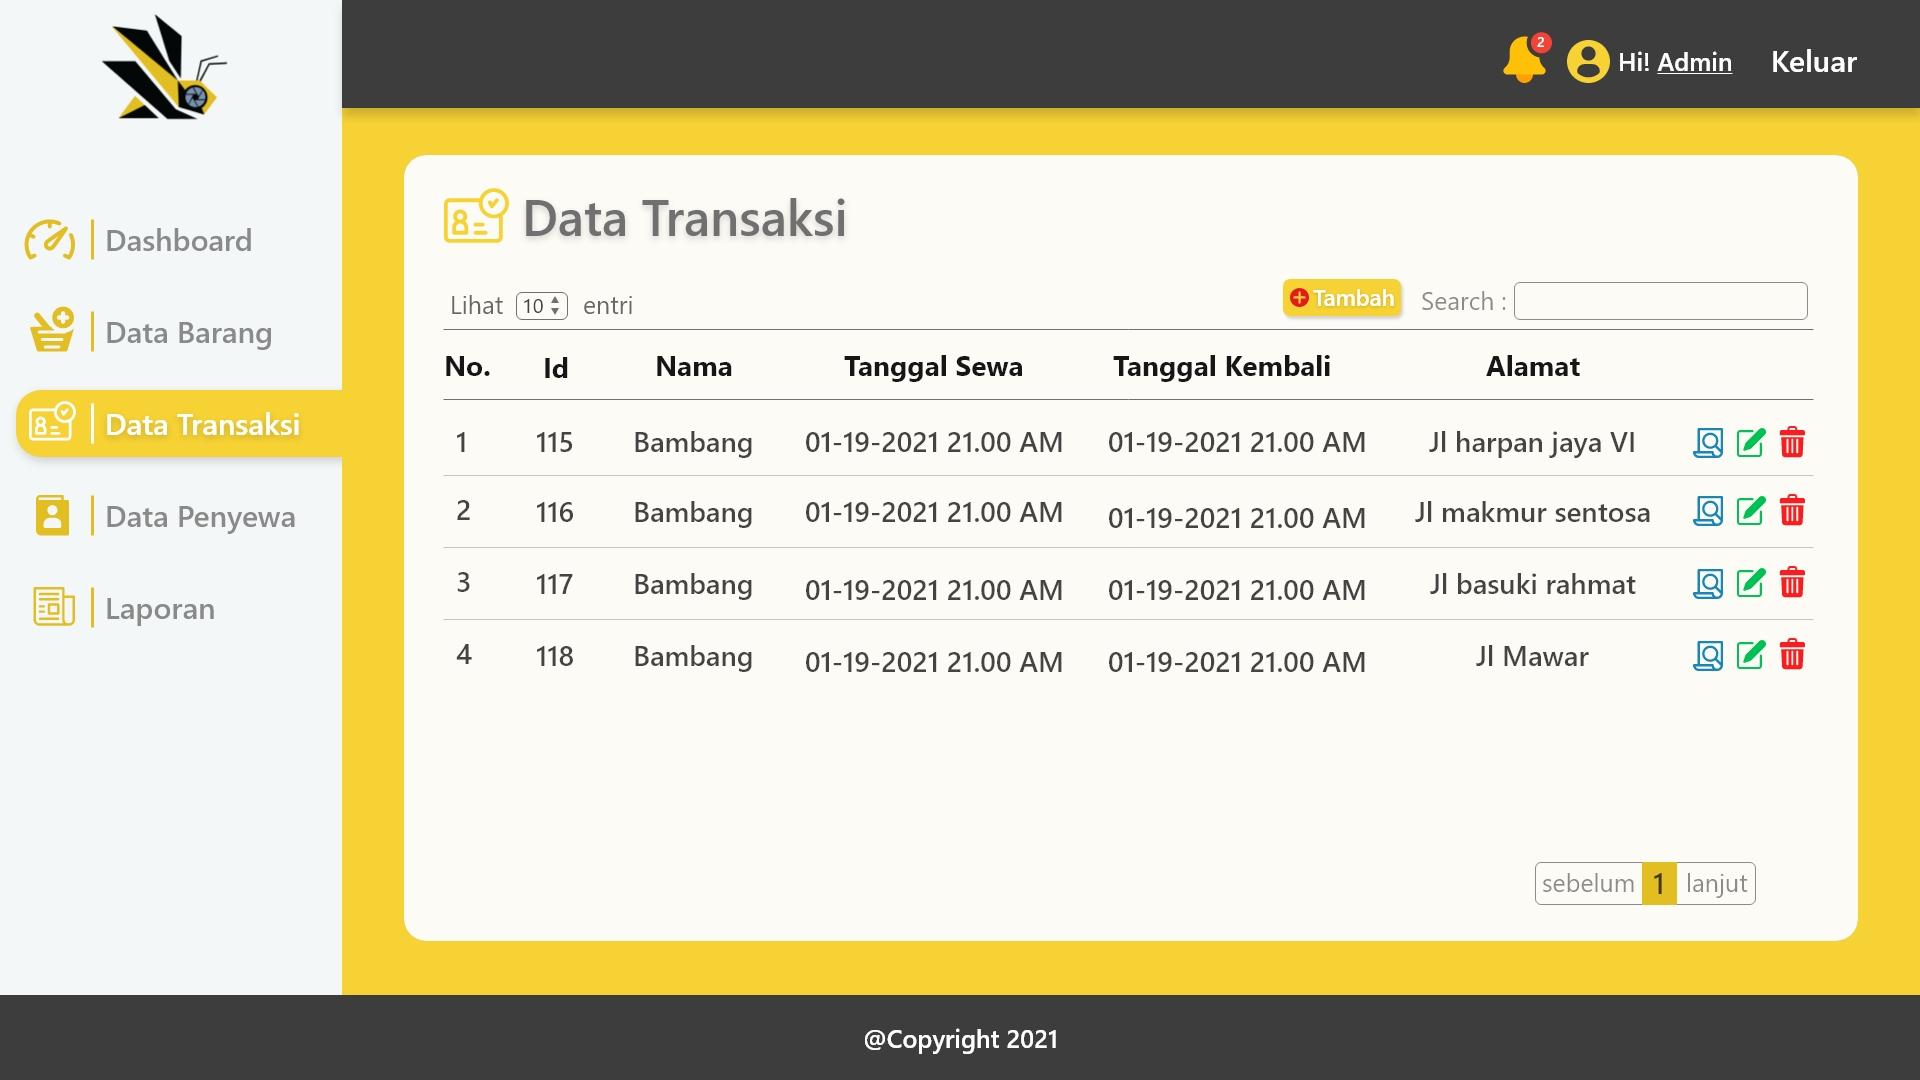 2
Hi! Admin
Keluar
Dashboard
Data Barang
Data Transaksi
Data Penyewa
Laporan
Data Transaksi
Lihat 10 entri
Tambah
Search :
No. Id Nama Tanggal Sewa Tanggal Kembali Alamat
1 115 Bambang 01-19-2021 21.00 AM 01-19-2021 21.00 AM Jl harpan jaya VI
2 116 Bambang 01-19-2021 21.00 AM 01-19-2021 21.00 AM Jl makmur sentosa
3 117 Bambang 01-19-2021 21.00 AM 01-19-2021 21.00 AM Jl basuki rahmat
4 118 Bambang 01-19-2021 21.00 AM 01-19-2021 21.00 AM Jl Mawar
sebelum 1 lanjut
@Copyright 2021